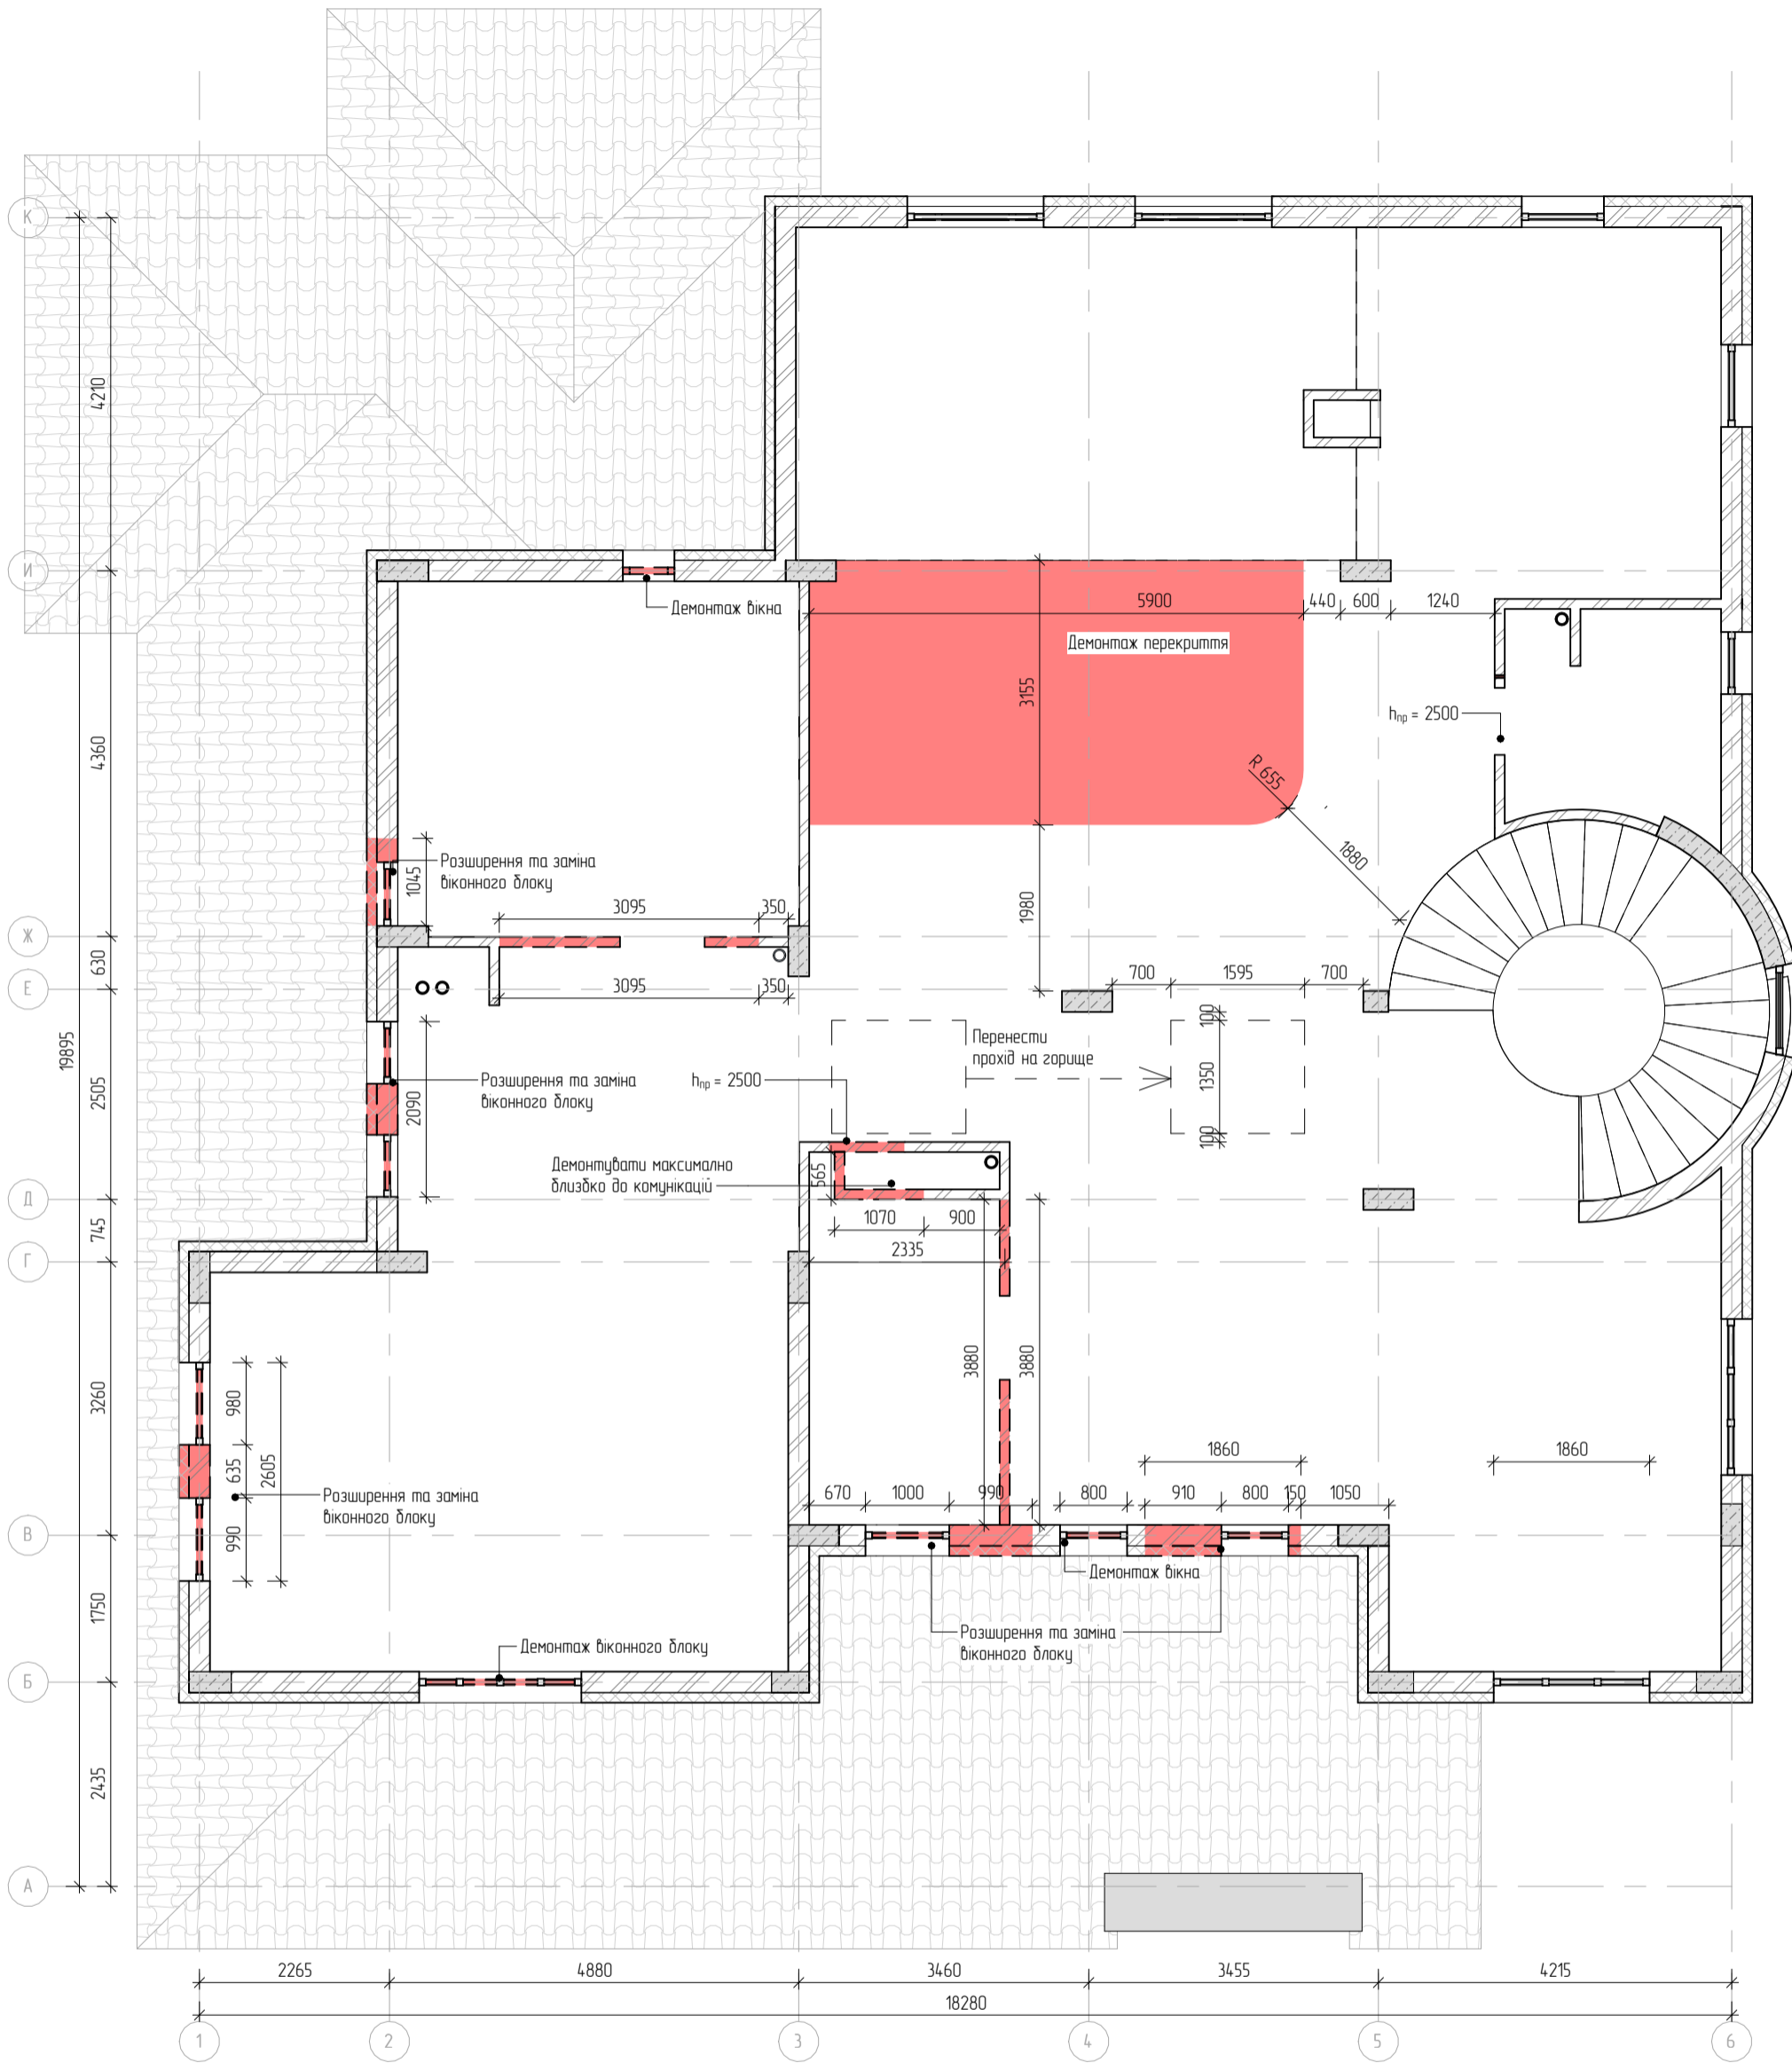 К
4210
И
Демонтаж вікна
5900
440
600
1240
Демонтаж перекриття
3155
hпр = 2500
R 655
1880
4360
1045
Розширення та заміна
віконного блоку
3095
350
1980
Ж
630
Е
3095
350
700
1595
700
100
1350
100
Перенести
прохід на горище
19895
2505
2090
Розширення та заміна
віконного блоку
hпр = 2500
Демонтувати максимально
близбко до комунікацій
565
Д
745
1070
900
2335
Г
3260
980
635
2605
990
Розширення та заміна
віконного блоку
3880
3880
1860
1860
670
1000
990
800
910
800
150
1050
В
Демонтаж вікна
1750
Розширення та заміна
віконного блоку
Демонтаж віконного блоку
Б
2435
А
2265
4880
3460
3455
4215
18280
1
2
3
4
5
6